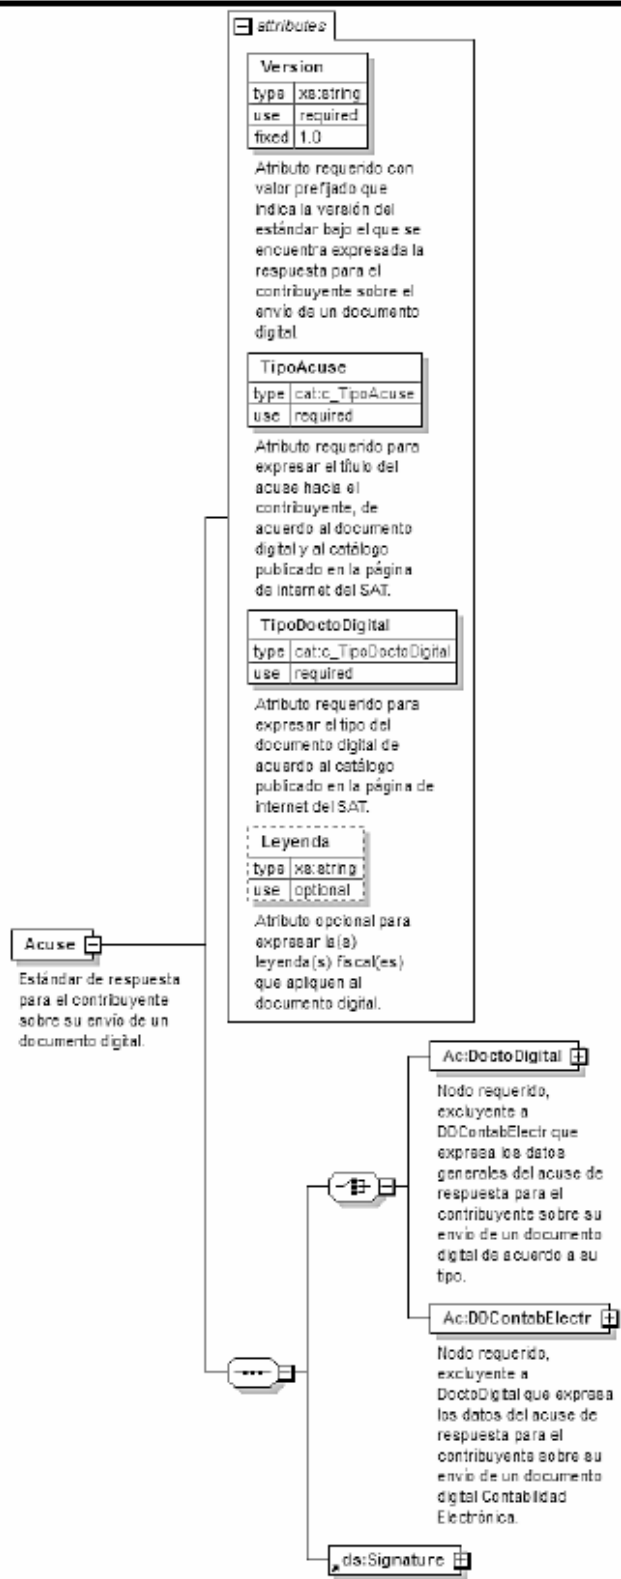 attributes
Version
type xs:string
use required
fixed 1.0
Atributo requerido con
valor prefijado que
indica la versión del
estándar bajo el que se
encuentra expresada la
respuesta para el
contribuyente sobre el
envío de un documento
digital
TipoAcuse
type cat:c_TipoAcuse
use required
Atributo requerido para
expresar el título del
acuse hacia el
contribuyente, de
acuerdo al documento
digital y al catálogo
publicado en la página
de internet del SAT.
TipoDoctoDigital
type cat:c_TipoDoctoDigital
use required
Atributo requerido para
expresar el tipo del
documento digital de
acuerdo al catálogo
publicado en la página de
internet del SAT.
Leyenda
type xs:string
use optional
Atributo opcional para
expresar la(s)
leyenda(s) fiscal(es)
que apliquen al
documento digital.
Acuse
Estándar de respuesta
para el contribuyente
sobre su envío de un
documento digital.
Ac:DoctoDigital
Nodo requerido,
excluyente a
DDContabElectr que
expresa los datos
generales del acuse de
respuesta para el
contribuyente sobre su
envío de un documento
digital de acuerdo a su
tipo.
Ac:DDContabElectr
Nodo requerido,
excluyente a
DoctoDigital que expresa
los datos del acuse de
respuesta para el
contribuyente sobre su
envío de un documento
digital Contabilidad
Electrónica.
ds:Signature